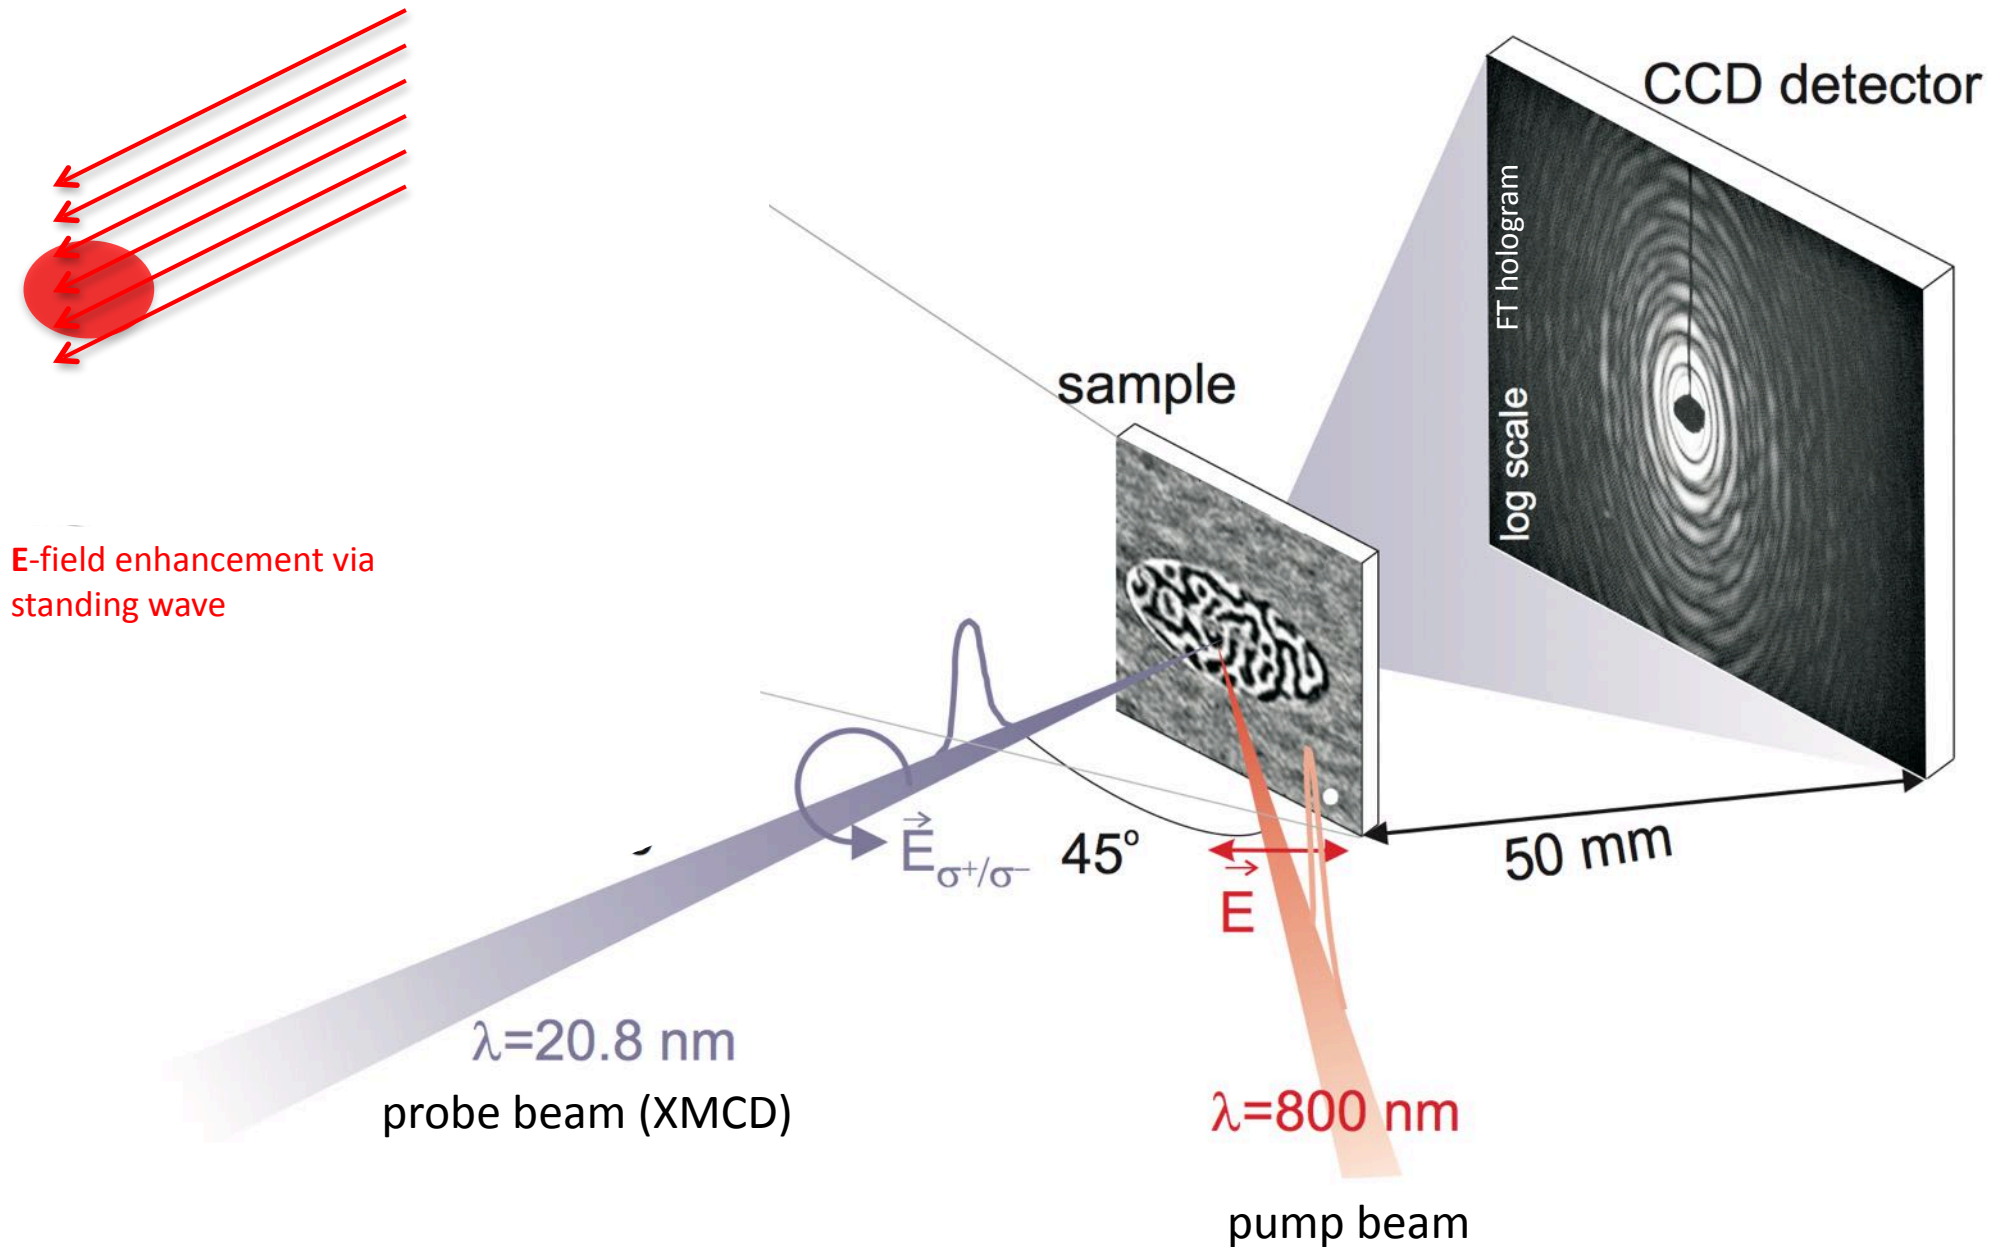 CCD detector
FT hologram
log scale
sample
E-field enhancement via
standing wave
E σ+/σ−
45°
E
50 mm
λ=20.8 nm
probe beam (XMCD)
λ=800 nm
pump beam